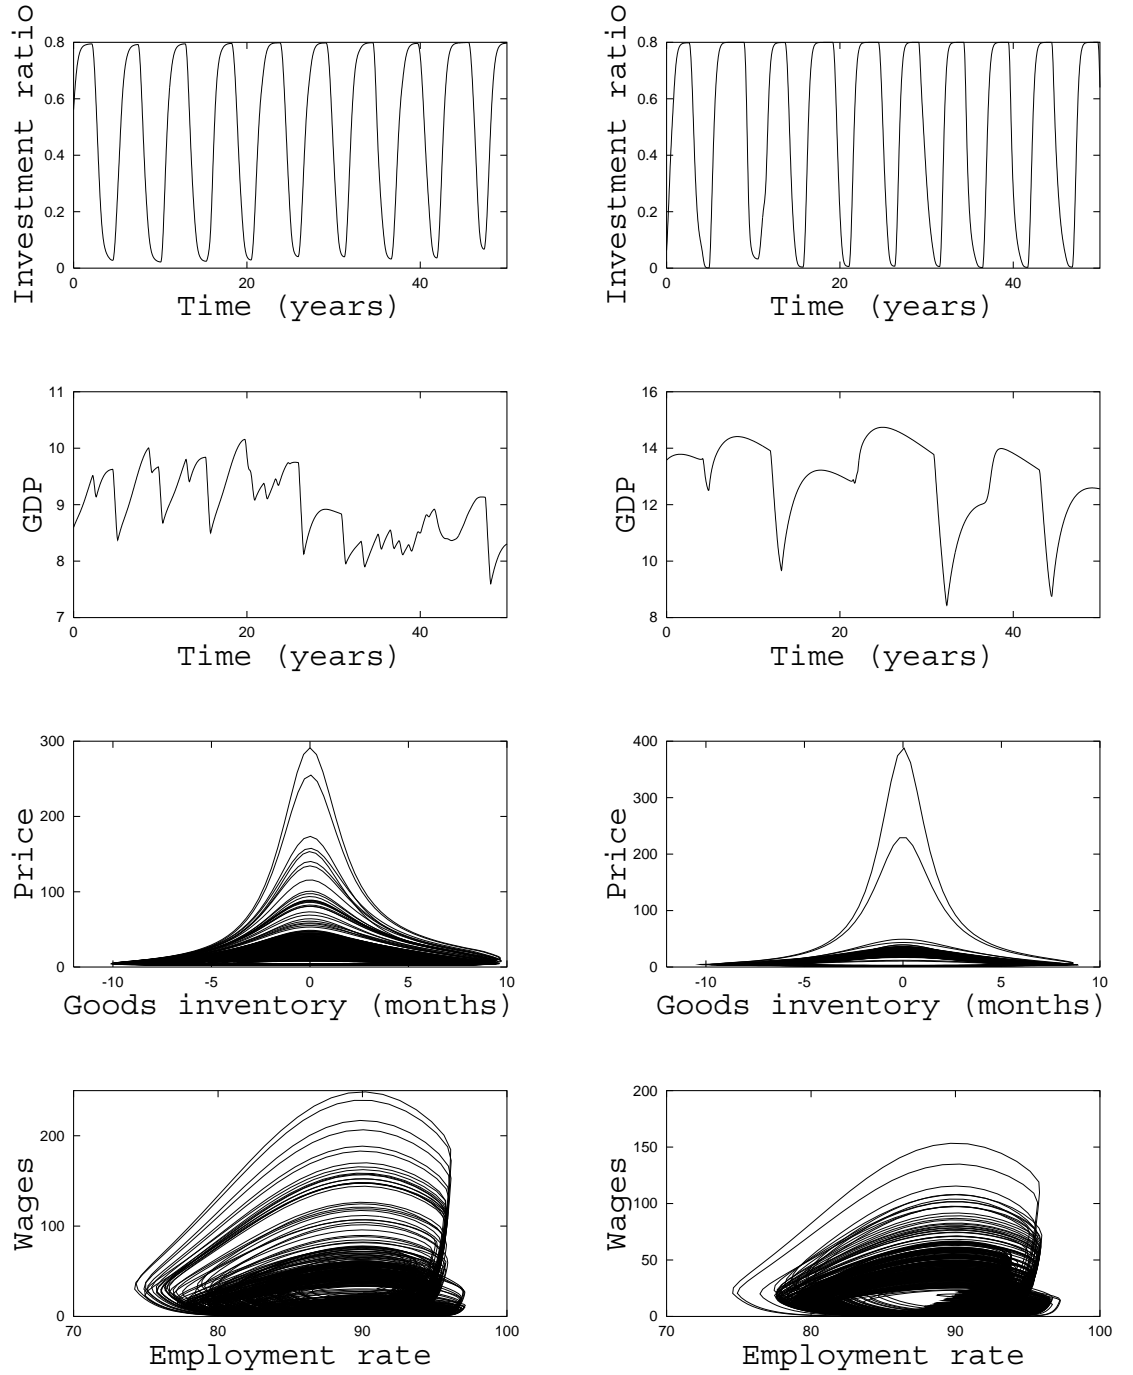 Investment ratio
0.8
0.6
0.4
0.2
0
0 20 40
Time (years)
Investment ratio
0.8
0.6
0.4
0.2
0
0 20 40
Time (years)
GDP
11
10
9
8
7
0 20 40
Time (years)
GDP
16
14
12
10
8
0 20 40
Time (years)
Price
300
200
100
0
-10 -5 0 5 10
Goods inventory (months)
Price
400
300
200
100
0
-10 -5 0 5 10
Goods inventory (months)
Wages
200
100
0
70 80 90 100
Employment rate
Wages
200
150
100
50
0
70 80 90 100
Employment rate